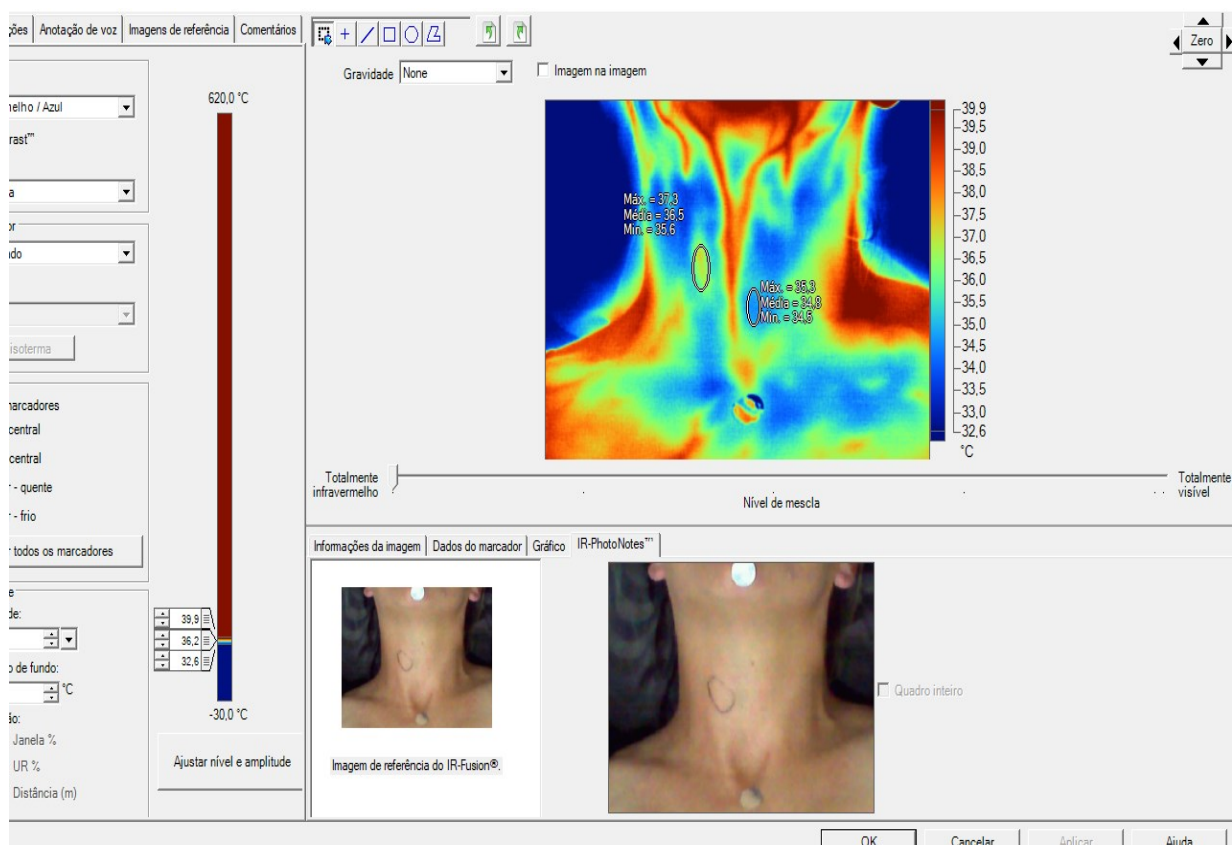 ções Anotação de voz Imagens de referência Comentários
Gravidade None Imagem na imagem
Zero
nelho / Azul
rast™
a
or
do
isoterma
narcadores
central
central
- quente
- frio
todos os marcadores
e
de:
o de fundo:
°C
ão:
Janela %
UR %
Distância (m)
620,0 °C
39,9
36,2
32,6
-30,0 °C
Ajustar nível e amplitude
Máx. = 37,3
Média = 36,5
Mín. = 35,6
Máx. = 35,3
Média = 34,8
Mín. = 34,5
39,9
39,5
39,0
38,5
38,0
37,5
37,0
36,5
36,0
35,5
35,0
34,5
34,0
33,5
33,0
32,6
°C
Totalmente
infravermelho
Nível de mescla
Totalmente
visível
Informações da imagem Dados do marcador Gráfico IR-PhotoNotes™
Imagem de referência do IR-Fusion®.
Quadro inteiro
OK Cancelar Aplicar Ajuda